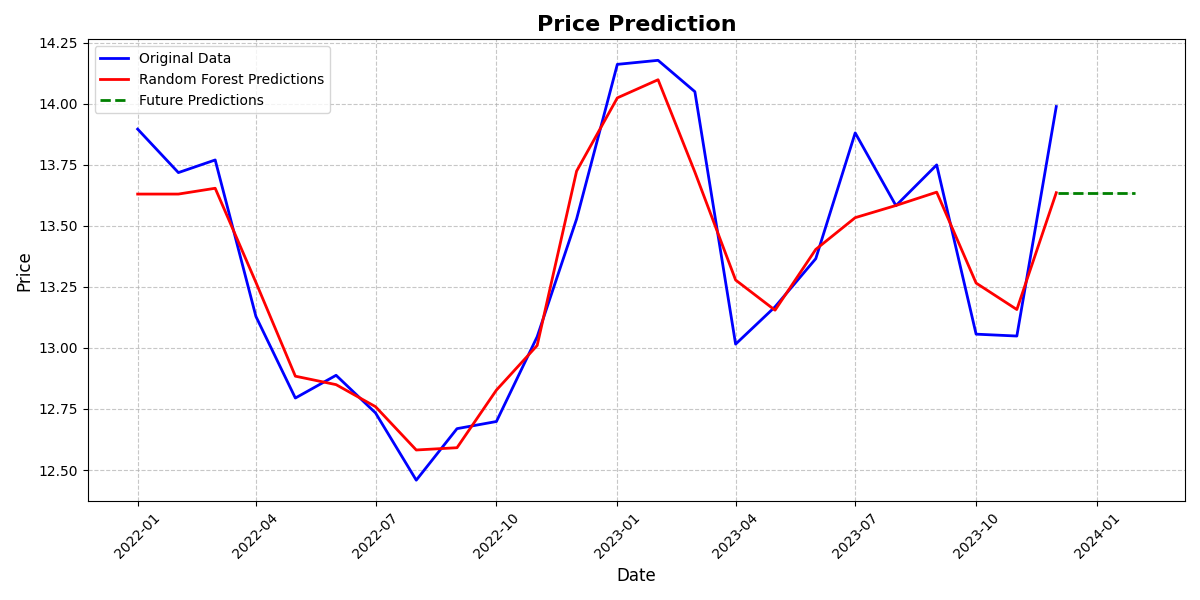 Price Prediction
Original Data
Random Forest Predictions
Future Predictions
Price
14.25
14.00
13.75
13.50
13.25
13.00
12.75
12.50
2022-01
2022-04
2022-07
2022-10
2023-01
2023-04
2023-07
2023-10
2024-01
Date